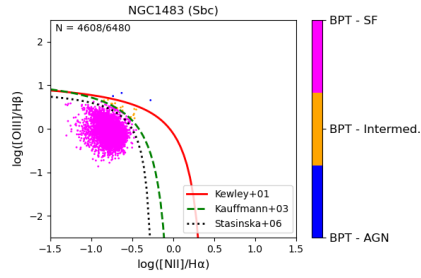 NGC1483 (Sbc)
N = 4608/6480
log([OIII]/Hβ)
2
1
0
−1
−2
−1.5
−1.0
−0.5
0.0
0.5
1.0
1.5
log([NII]/Hα)
Kewley+01
Kauffmann+03
Stasinska+06
BPT - SF
BPT - Intermed.
BPT - AGN